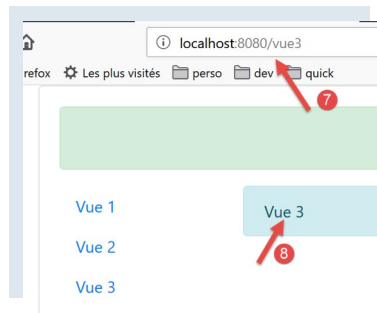 localhost:8080/vue3
refox Les plus visités perso dev quick
7
Vue 1
Vue 3
Vue 2
8
Vue 3